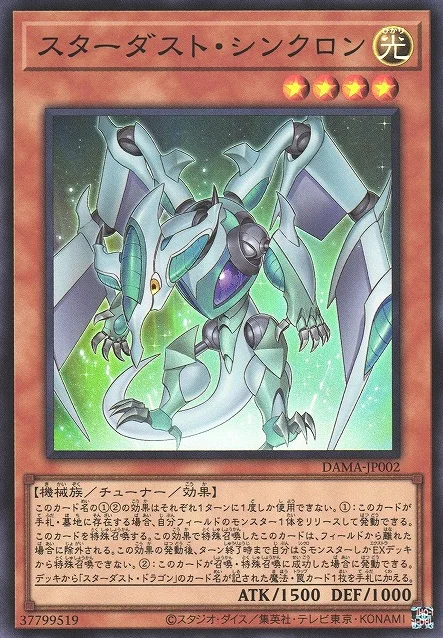 スターダスト・シンクロン
ひかり
光
DAMA-JP002
【機械族／チューナー／効果】
このカード名の①②の効果はそれぞれ１ターンに１度しか使用できない。①：このカードが
手札・墓地に存在する場合、自分フィールドのモンスター１体をリリースして発動できる。
このカードを特殊召喚する。この効果で特殊召喚したこのカードは、フィールドから離れた
場合に除外される。この効果の発動後、ターン終了時まで自分はSモンスターしかEXデッキ
から特殊召喚できない。②：このカードが召喚・特殊召喚に成功した場合に発動できる。
デッキから「スターダスト・ドラゴン」のカード名が記された魔法・罠カード１枚を手札に加える。
ATK/1500 DEF/1000
37799519
©スタジオ・ダイス／集英社・テレビ東京・KONAMI